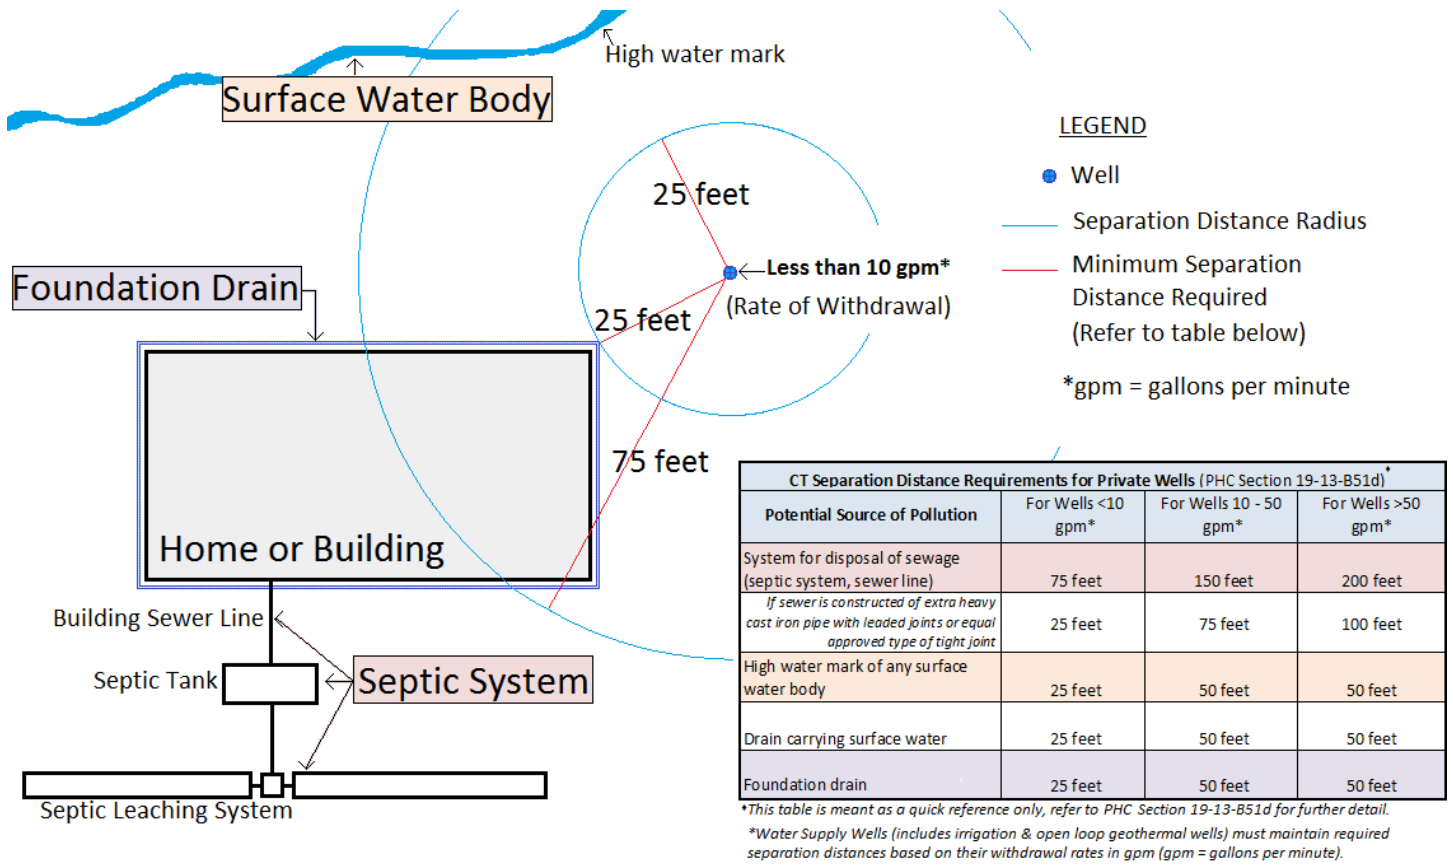 High water mark
Surface Water Body
LEGEND
Well
25 feet
Separation Distance Radius
Less than 10 gpm*
Minimum Separation
Distance Required
(Refer to table below)
Foundation Drain
(Rate of Withdrawal)
25 feet
*gpm = gallons per minute
75 feet
Home or Building
Building Sewer Line
Septic Tank
Septic System
Septic Leaching System
CT Separation Distance Requirements for Private Wells (PHC Section 19-13-B51d)♦
Potential Source of Pollution
For Wells <10
gpm*
For Wells 10 - 50
gpm*
For Wells >50
gpm*
System for disposal of sewage
(septic system, sewer line) 75 feet 150 feet 200 feet
If sewer is constructed of extra heavy
cast iron pipe with leaded joints or equal 25 feet 75 feet 100 feet
approved type of tight joint
High water mark of any surface
water body 25 feet 50 feet 50 feet
Drain carrying surface water 25 feet 50 feet 50 feet
Foundation drain 25 feet 50 feet 50 feet
♦This table is meant as a quick reference only, refer to PHC Section 19-13-B51d for further detail.
*Water Supply Wells (includes irrigation & open loop geothermal wells) must maintain required
separation distances based on their withdrawal rates in gpm (gpm = gallons per minute).